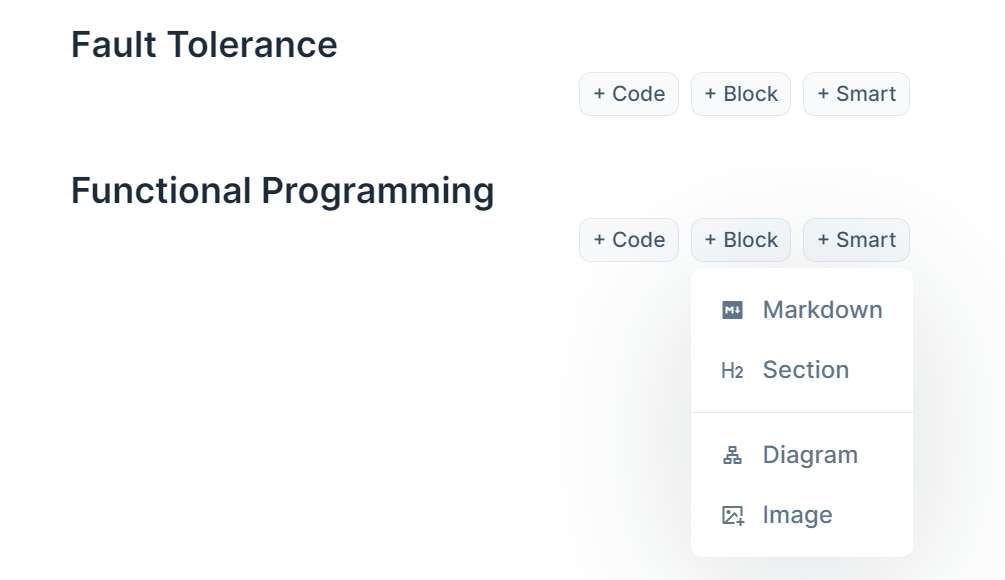 Fault Tolerance
+ Code + Block + Smart
Functional Programming
+ Code + Block + Smart
M↓ Markdown
H2 Section
Diagram
Image